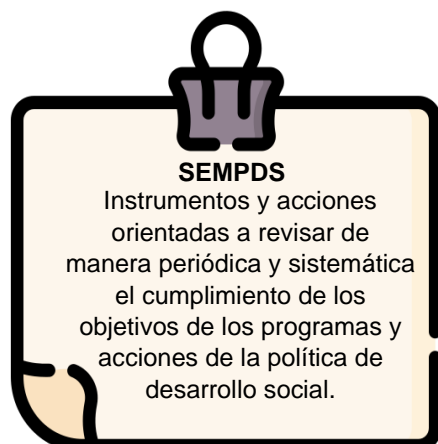 SEMPDS
Instrumentos y acciones
orientadas a revisar de
manera periódica y sistemática
el cumplimiento de los
objetivos de los programas y
acciones de la política de
desarrollo social.